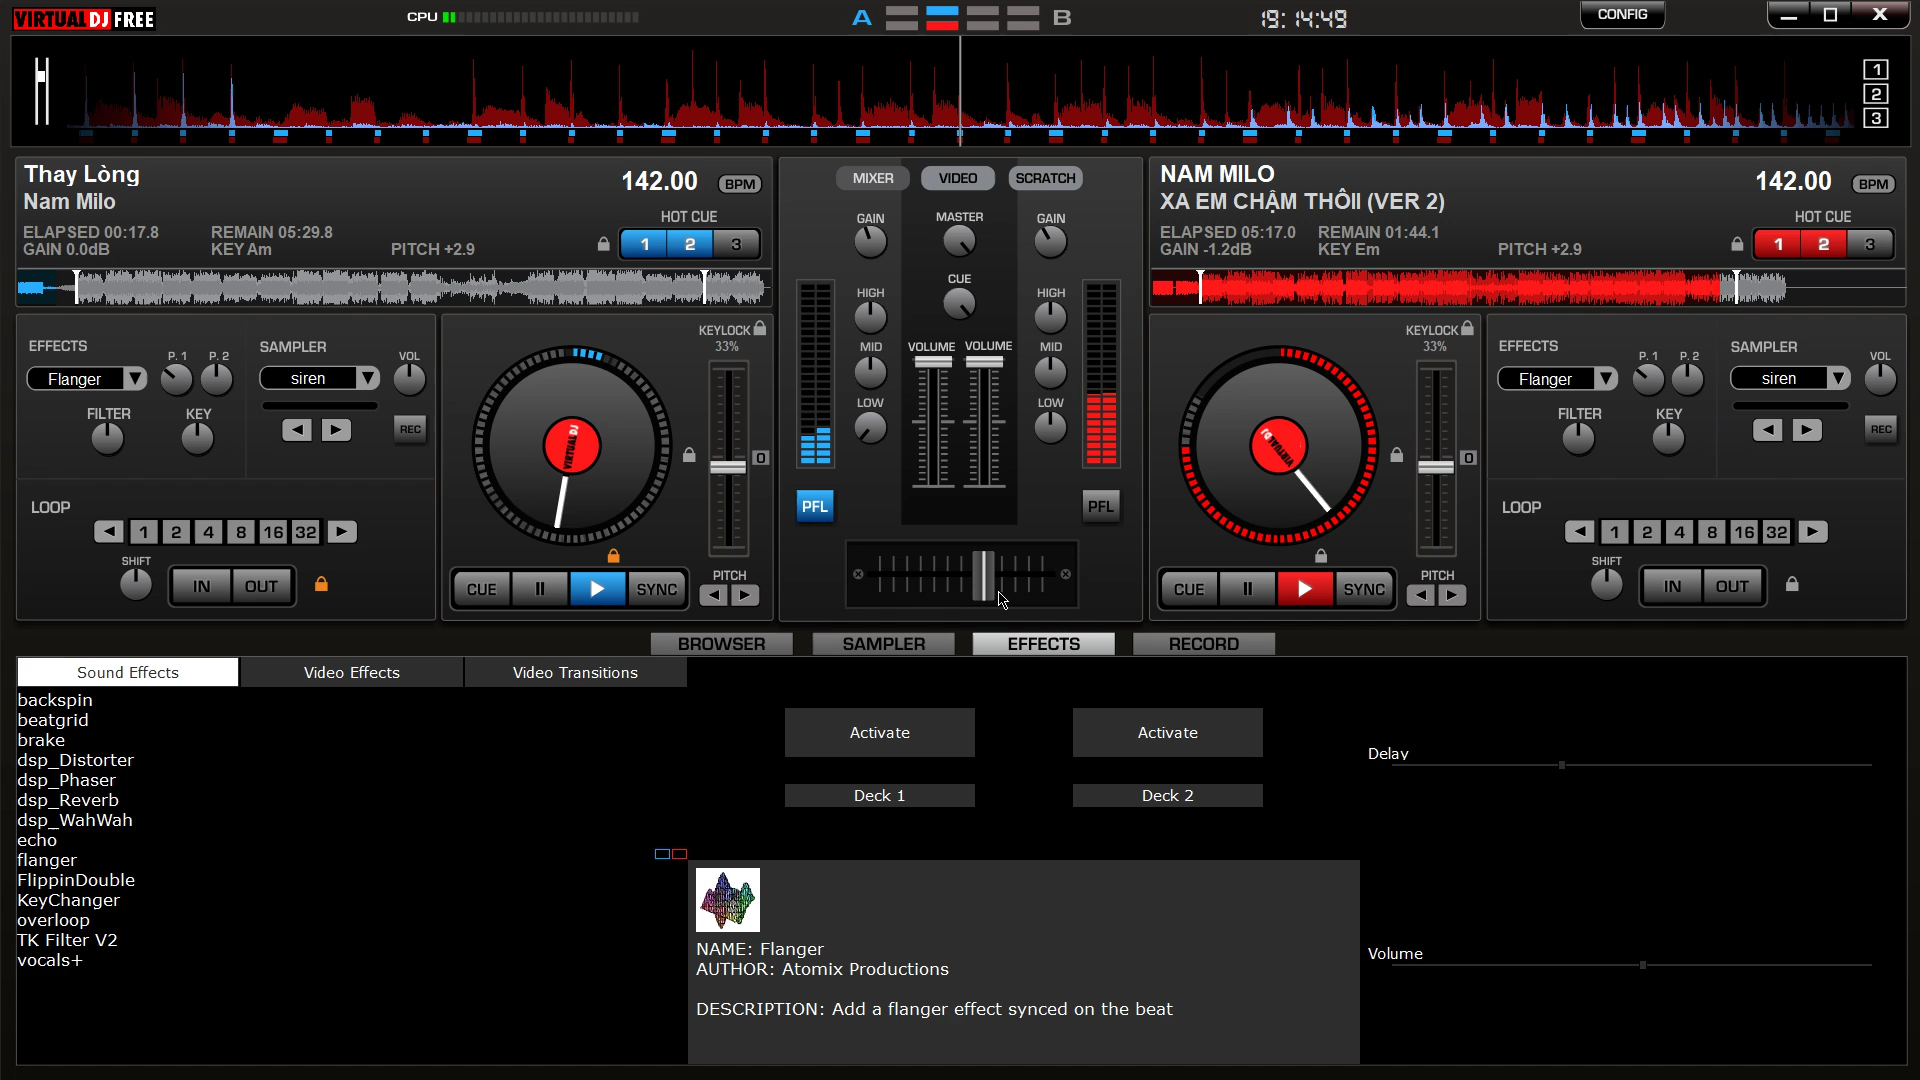 VIRTUALDJ FREE
CPU
A
B
19:14:49
CONFIG
X
1
2
3
Thay Lòng
Nam Milo
142.00 BPM
HOT CUE
ELAPSED 00:17.8 REMAIN 05:29.8
GAIN 0.0dB KEY Am PITCH +2.9
1 2 3
MIXER VIDEO SCRATCH
GAIN MASTER GAIN
CUE
HIGH HIGH
MID VOLUME VOLUME MID
LOW LOW
PFL PFL
NAM MILO
XA EM CHẬM THÔII (VER 2)
142.00 BPM
HOT CUE
ELAPSED 05:17.0 REMAIN 01:44.1
GAIN -1.2dB KEY Em PITCH +2.9
1 2 3
EFFECTS
P. 1 P. 2
Flanger
FILTER KEY
SAMPLER
VOL
siren
REC
LOOP
1 2 4 8 16 32
SHIFT
IN OUT
KEYLOCK
33%
VIRTUAL DJ
0
CUE SYNC
PITCH
KEYLOCK
33%
VIRTUAL DJ
0
CUE SYNC
PITCH
EFFECTS
P. 1 P. 2
Flanger
FILTER KEY
SAMPLER
VOL
siren
REC
LOOP
1 2 4 8 16 32
SHIFT
IN OUT
BROWSER SAMPLER EFFECTS RECORD
Sound Effects Video Effects Video Transitions
backspin
beatgrid
brake
dsp_Distorter
dsp_Phaser
dsp_Reverb
dsp_WahWah
echo
flanger
FlippinDouble
KeyChanger
overloop
TK Filter V2
vocals+
Activate Activate
Deck 1 Deck 2
Delay
Volume
NAME: Flanger
AUTHOR: Atomix Productions
DESCRIPTION: Add a flanger effect synced on the beat